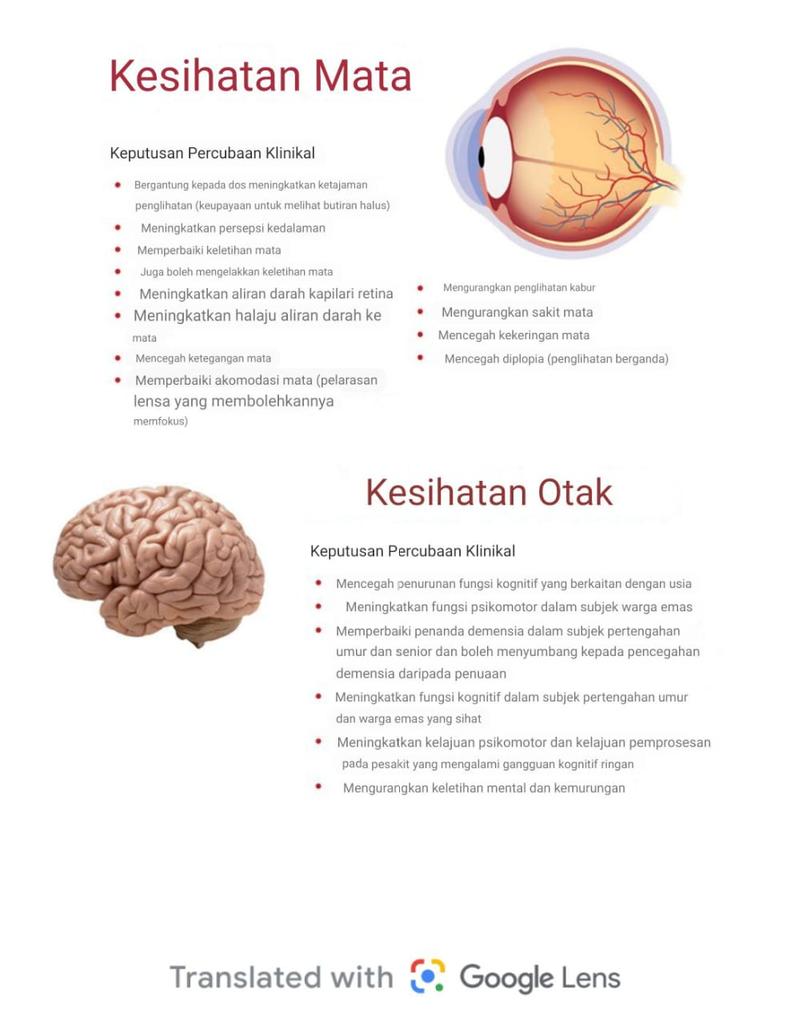 Kesihatan Mata
Keputusan Percubaan Klinikal
Bergantung kepada dos meningkatkan ketajaman
penglihatan (keupayaan untuk melihat butiran halus)
Meningkatkan persepsi kedalaman
Memperbaiki keletihan mata
Juga boleh mengelakkan keletihan mata
Meningkatkan aliran darah kapilari retina
Meningkatkan halaju aliran darah ke
mata
Mencegah ketegangan mata
Memperbaiki akomodasi mata (pelarasan
lensa yang membolehkannya
memfokus)
Mengurangkan penglihatan kabur
Mengurangkan sakit mata
Mencegah kekeringan mata
Mencegah diplopia (penglihatan berganda)
Kesihatan Otak
Keputusan Percubaan Klinikal
Mencegah penurunan fungsi kognitif yang berkaitan dengan usia
Meningkatkan fungsi psikomotor dalam subjek warga emas
Memperbaiki penanda demensia dalam subjek pertengahan
umur dan senior dan boleh menyumbang kepada pencegahan
demensia daripada penuaan
Meningkatkan fungsi kognitif dalam subjek pertengahan umur
dan warga emas yang sihat
Meningkatkan kelajuan psikomotor dan kelajuan pemprosesan
pada pesakit yang mengalami gangguan kognitif ringan
Mengurangkan keletihan mental dan kemurungan
Translated with Google Lens